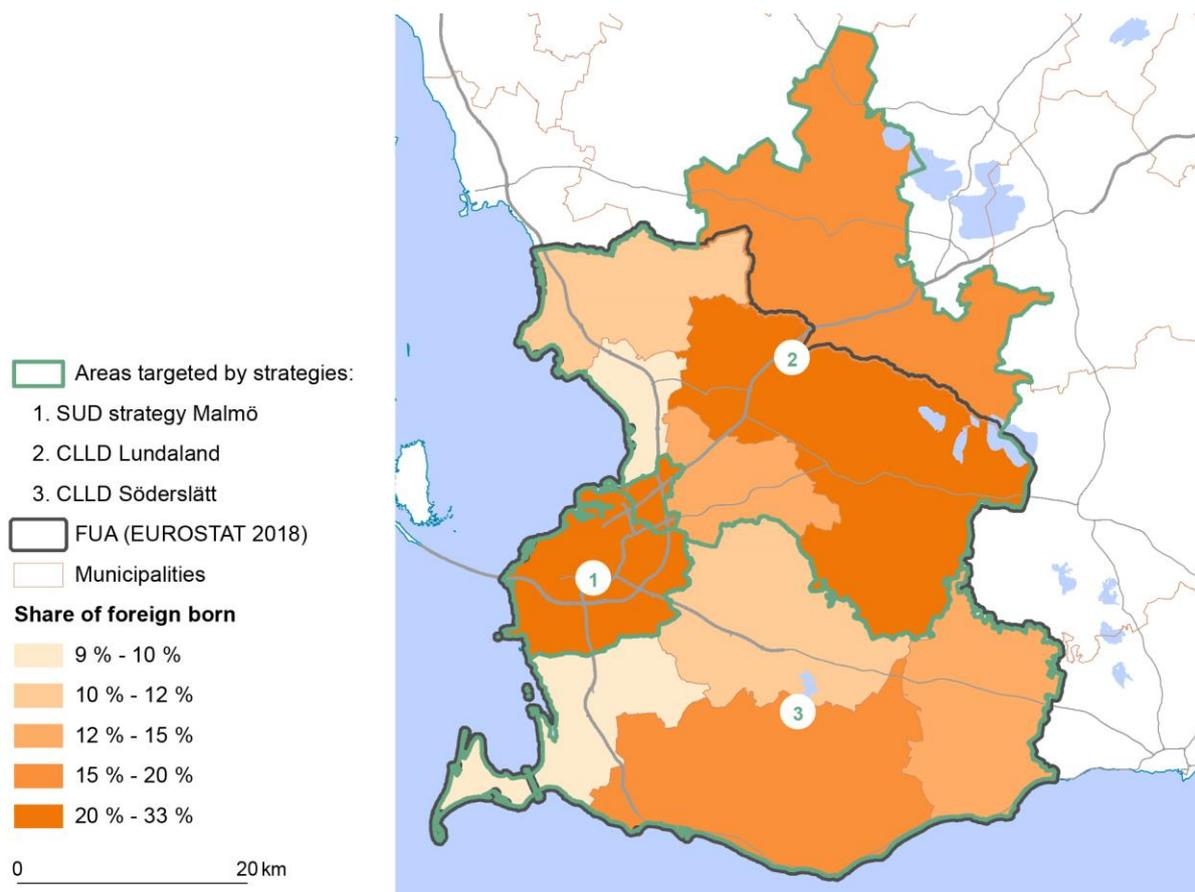 Areas targeted by strategies:
1. SUD strategy Malmö
2. CLLD Lundaland
3. CLLD Söderslätt
FUA (EUROSTAT 2018)
Municipalities
Share of foreign born
9 % - 10 %
10 % - 12 %
12 % - 15 %
15 % - 20 %
20 % - 33 %
0 20 km
2
1
3